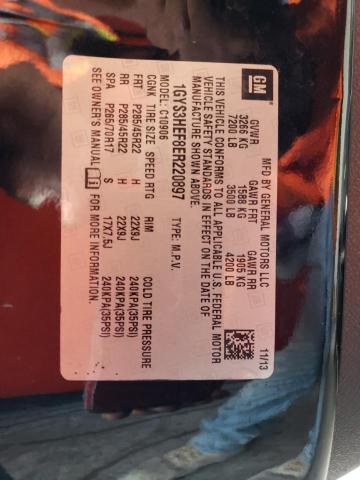 GM
MFD BY GENERAL MOTORS LLC 11/13
GVWR GAWR FRT GAWR RR
3266 KG 1588 KG 1905 KG
7200 LB 3500 LB 4200 LB
THIS VEHICLE CONFORMS TO ALL APPLICABLE U.S. FEDERAL MOTOR
VEHICLE SAFETY STANDARDS IN EFFECT ON THE DATE OF
MANUFACTURE SHOWN ABOVE.
1GYS3HEF8ER220897 TYPE: M.P.V.
MODEL: C10906
CGNK TIRE SIZE SPEED RTG RIM COLD TIRE PRESSURE
FRT P285/45R22 H 22X9J 240KPA(35PSI)
RR P285/45R22 H 22X9J 240KPA(35PSI)
SPA P265/70R17 S 17X7.5J 240KPA(35PSI)
SEE OWNER'S MANUAL i FOR MORE INFORMATION.